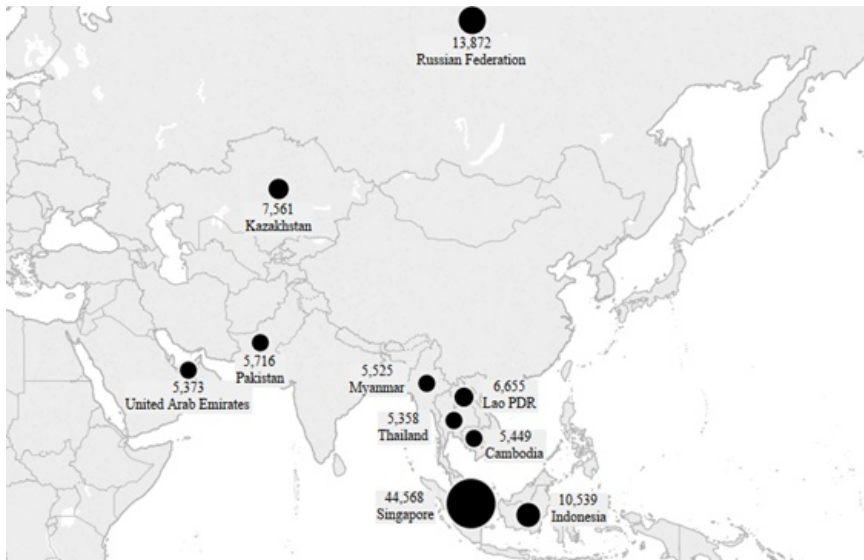 13,872
Russian Federation
7,561
Kazakhstan
5,716
Pakistan
5,373
United Arab Emirates
5,525
Myanmar
6,655
Lao PDR
5,358
Thailand
5,449
Cambodia
44,568
Singapore
10,539
Indonesia